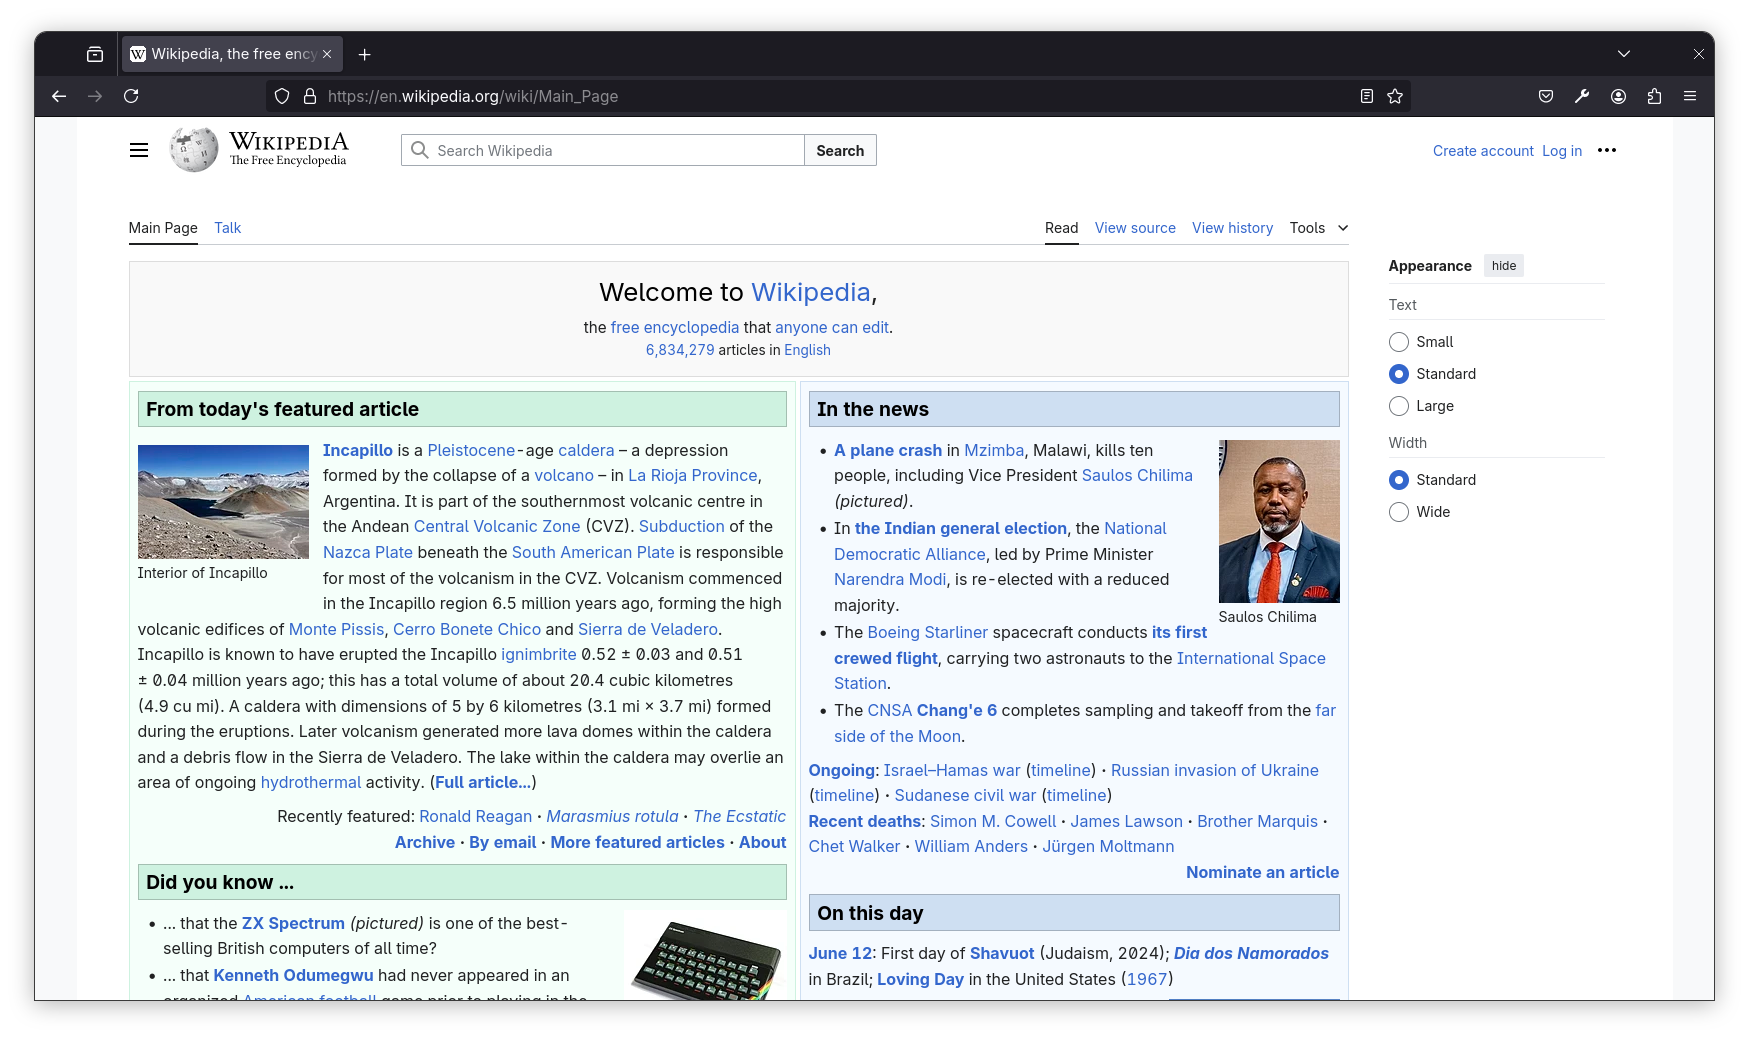 Wikipedia, the free ency
https://en.wikipedia.org/wiki/Main_Page
WIKIPEDIA
The Free Encyclopedia
Search Wikipedia
Search
Create account Log in
Main Page Talk
Read View source View history Tools
Welcome to Wikipedia,
the free encyclopedia that anyone can edit.
6,834,279 articles in English
From today's featured article
Interior of Incapillo
Incapillo is a Pleistocene-age caldera – a depression
formed by the collapse of a volcano – in La Rioja Province,
Argentina. It is part of the southernmost volcanic centre in
the Andean Central Volcanic Zone (CVZ). Subduction of the
Nazca Plate beneath the South American Plate is responsible
for most of the volcanism in the CVZ. Volcanism commenced
in the Incapillo region 6.5 million years ago, forming the high
volcanic edifices of Monte Pissis, Cerro Bonete Chico and Sierra de Veladero.
Incapillo is known to have erupted the Incapillo ignimbrite 0.52 ± 0.03 and 0.51
± 0.04 million years ago; this has a total volume of about 20.4 cubic kilometres
(4.9 cu mi). A caldera with dimensions of 5 by 6 kilometres (3.1 mi × 3.7 mi) formed
during the eruptions. Later volcanism generated more lava domes within the caldera
and a debris flow in the Sierra de Veladero. The lake within the caldera may overlie an
area of ongoing hydrothermal activity. (Full article...)
Recently featured: Ronald Reagan · Marasmius rotula · The Ecstatic
Archive · By email · More featured articles · About
Did you know ...
• ... that the ZX Spectrum (pictured) is one of the best-
selling British computers of all time?
• ... that Kenneth Odumegwu had never appeared in an
organized American football game prior to playing in the
In the news
• A plane crash in Mzimba, Malawi, kills ten
people, including Vice President Saulos Chilima
(pictured).
• In the Indian general election, the National
Democratic Alliance, led by Prime Minister
Narendra Modi, is re-elected with a reduced
majority.
Saulos Chilima
• The Boeing Starliner spacecraft conducts its first
crewed flight, carrying two astronauts to the International Space
Station.
• The CNSA Chang'e 6 completes sampling and takeoff from the far
side of the Moon.
Ongoing: Israel–Hamas war (timeline) · Russian invasion of Ukraine
(timeline) · Sudanese civil war (timeline)
Recent deaths: Simon M. Cowell · James Lawson · Brother Marquis ·
Chet Walker · William Anders · Jürgen Moltmann
Nominate an article
On this day
June 12: First day of Shavuot (Judaism, 2024); Dia dos Namorados
in Brazil; Loving Day in the United States (1967)
Appearance hide
Text
Small
Standard
Large
Width
Standard
Wide